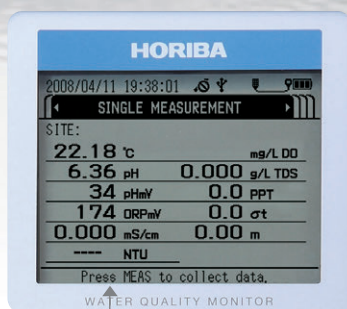 HORIBA
2008/04/11 19:38:01
SINGLE MEASUREMENT
SITE:
22.18 ℃ mg/L DO
6.36 pH 0.000 g/L TDS
34 pHmV 0.0 PPT
174 ORPmV 0.0 σt
0.000 mS/cm 0.00 m
---- NTU
Press MEAS to collect data.
WATER QUALITY MONITOR